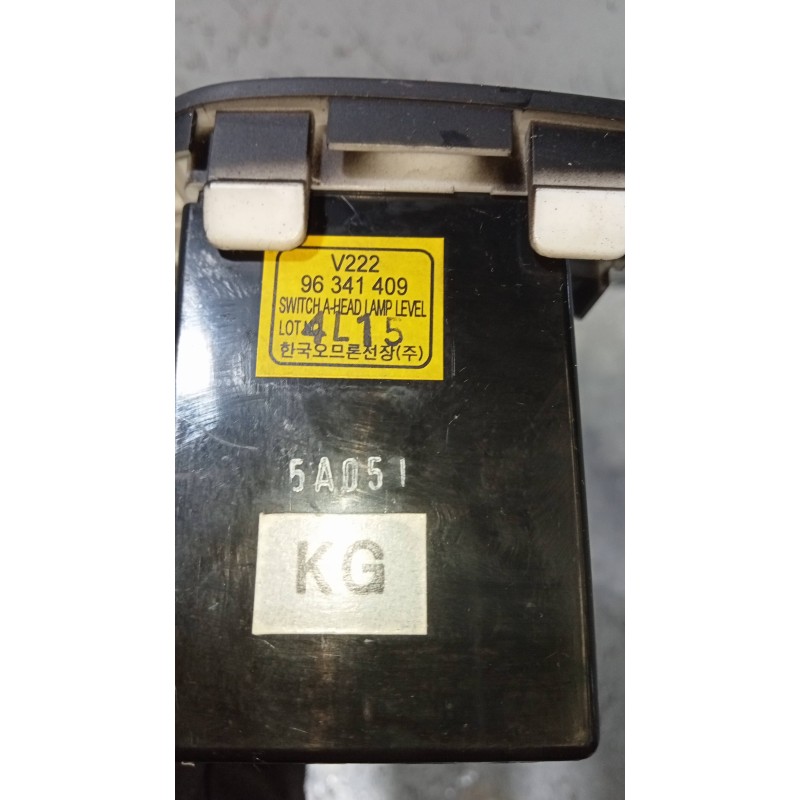 V222
96 341 409
SWITCH.A-HEAD LAMP LEVEL
LOT 4L15
한국오므론전장(주)
5A051
KG